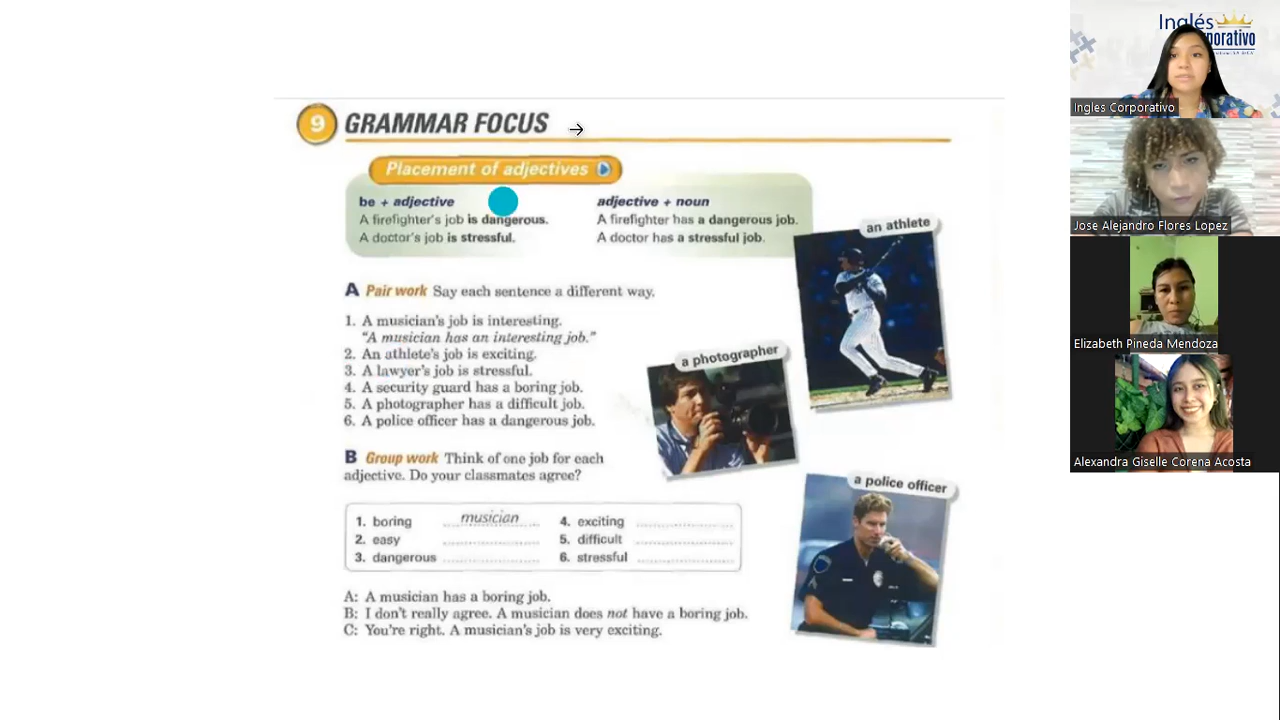 9 GRAMMAR FOCUS
Placement of adjectives
be + adjective
A firefighter's job is dangerous.
A doctor's job is stressful.
adjective + noun
A firefighter has a dangerous job.
A doctor has a stressful job.
an athlete
A Pair work Say each sentence a different way.
1. A musician's job is interesting.
"A musician has an interesting job."
2. An athlete's job is exciting.
3. A lawyer's job is stressful.
4. A security guard has a boring job.
5. A photographer has a difficult job.
6. A police officer has a dangerous job.
a photographer
B Group work Think of one job for each
adjective. Do your classmates agree?
a police officer
1. boring musician
2. easy
3. dangerous
4. exciting
5. difficult
6. stressful
A: A musician has a boring job.
B: I don't really agree. A musician does not have a boring job.
C: You're right. A musician's job is very exciting.
Inglés
Ingles Corporativo
Jose Alejandro Flores Lopez
Elizabeth Pineda Mendoza
Alexandra Giselle Corena Acosta